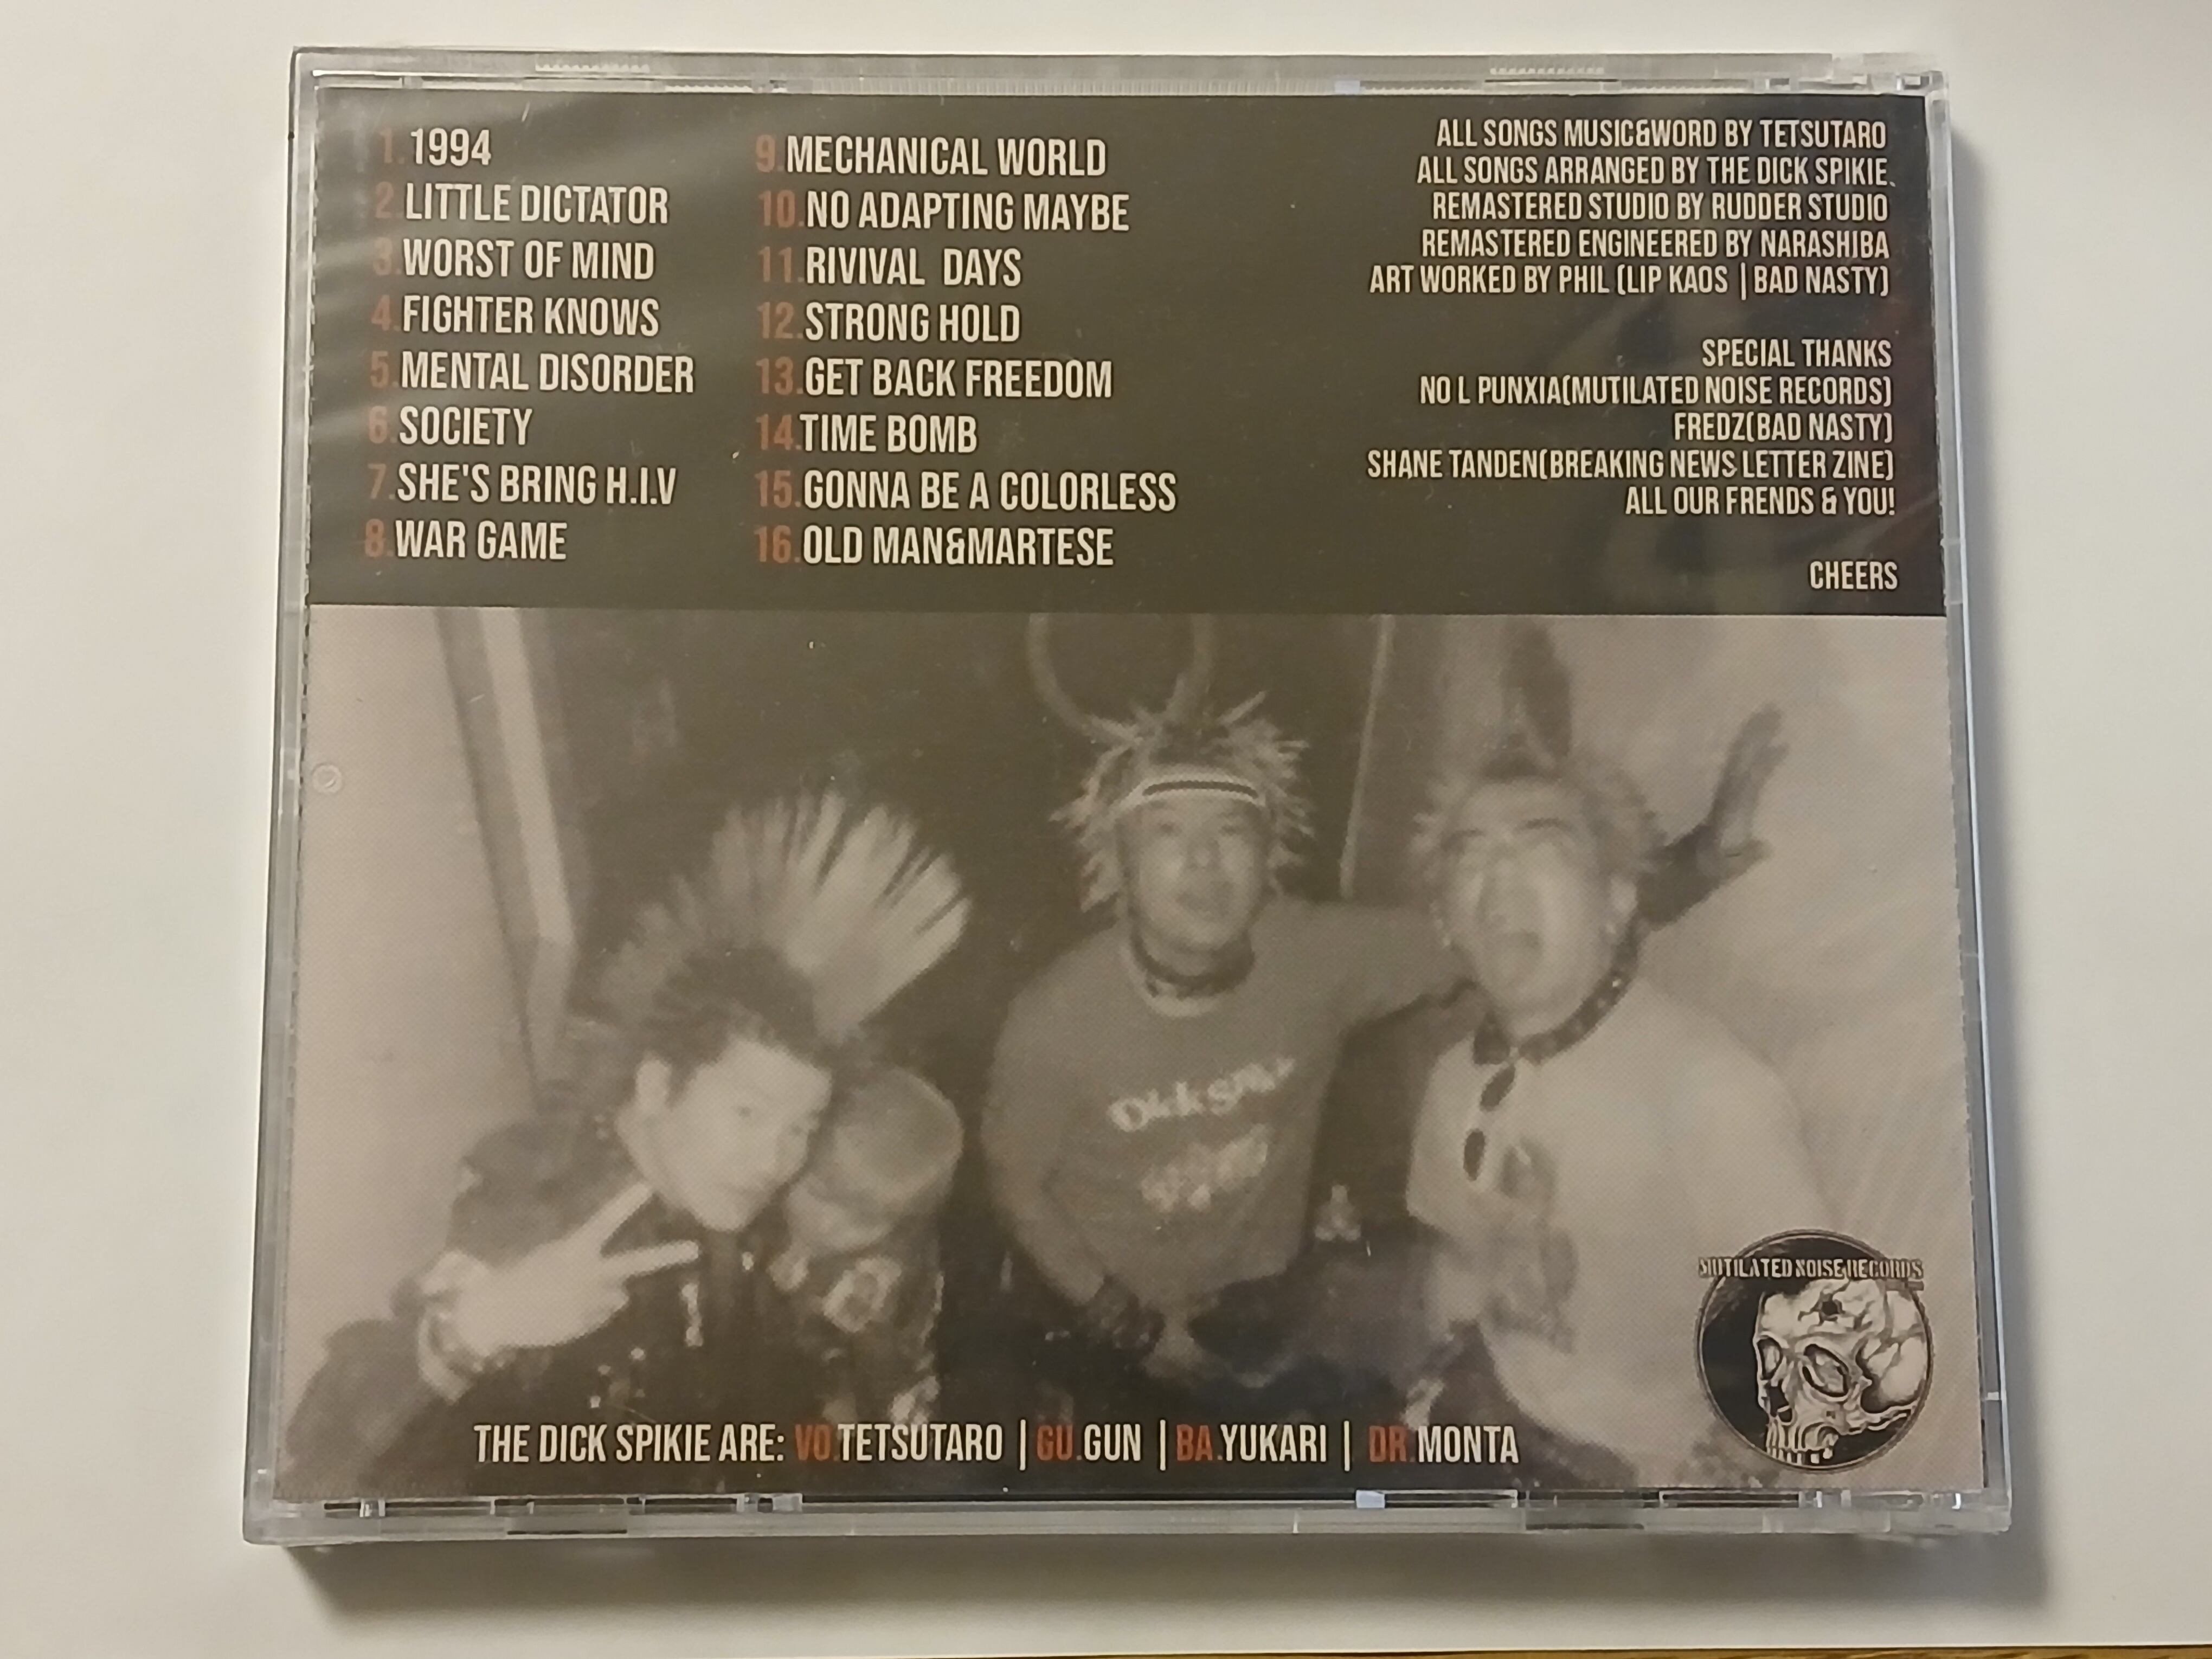 1.1994
2.LITTLE DICTATOR
3.WORST OF MIND
4.FIGHTER KNOWS
5.MENTAL DISORDER
6.SOCIETY
7.SHE'S BRING H.I.V
8.WAR GAME
9.MECHANICAL WORLD
10.NO ADAPTING MAYBE
11.RIVIVAL DAYS
12.STRONG HOLD
13.GET BACK FREEDOM
14.TIME BOMB
15.GONNA BE A COLORLESS
16.OLD MAN&MARTESE
ALL SONGS MUSIC&WORD BY TETSUTARO
ALL SONGS ARRANGED BY THE DICK SPIKIE.
REMASTERED STUDIO BY RUDDER STUDIO
REMASTERED ENGINEERED BY NARASHIBA
ART WORKED BY PHIL (LIP KAOS | BAD NASTY)
SPECIAL THANKS
NO L PUNXIA(MUTILATED NOISE RECORDS)
FREDZ(BAD NASTY)
SHANE TANDEN(BREAKING NEWS LETTER ZINE)
ALL OUR FRENDS & YOU!
CHEERS
Dick
MUTILATED NOISE RECORDS
THE DICK SPIKIE ARE: VO.TETSUTARO | GU.GUN | BA.YUKARI | DR.MONTA